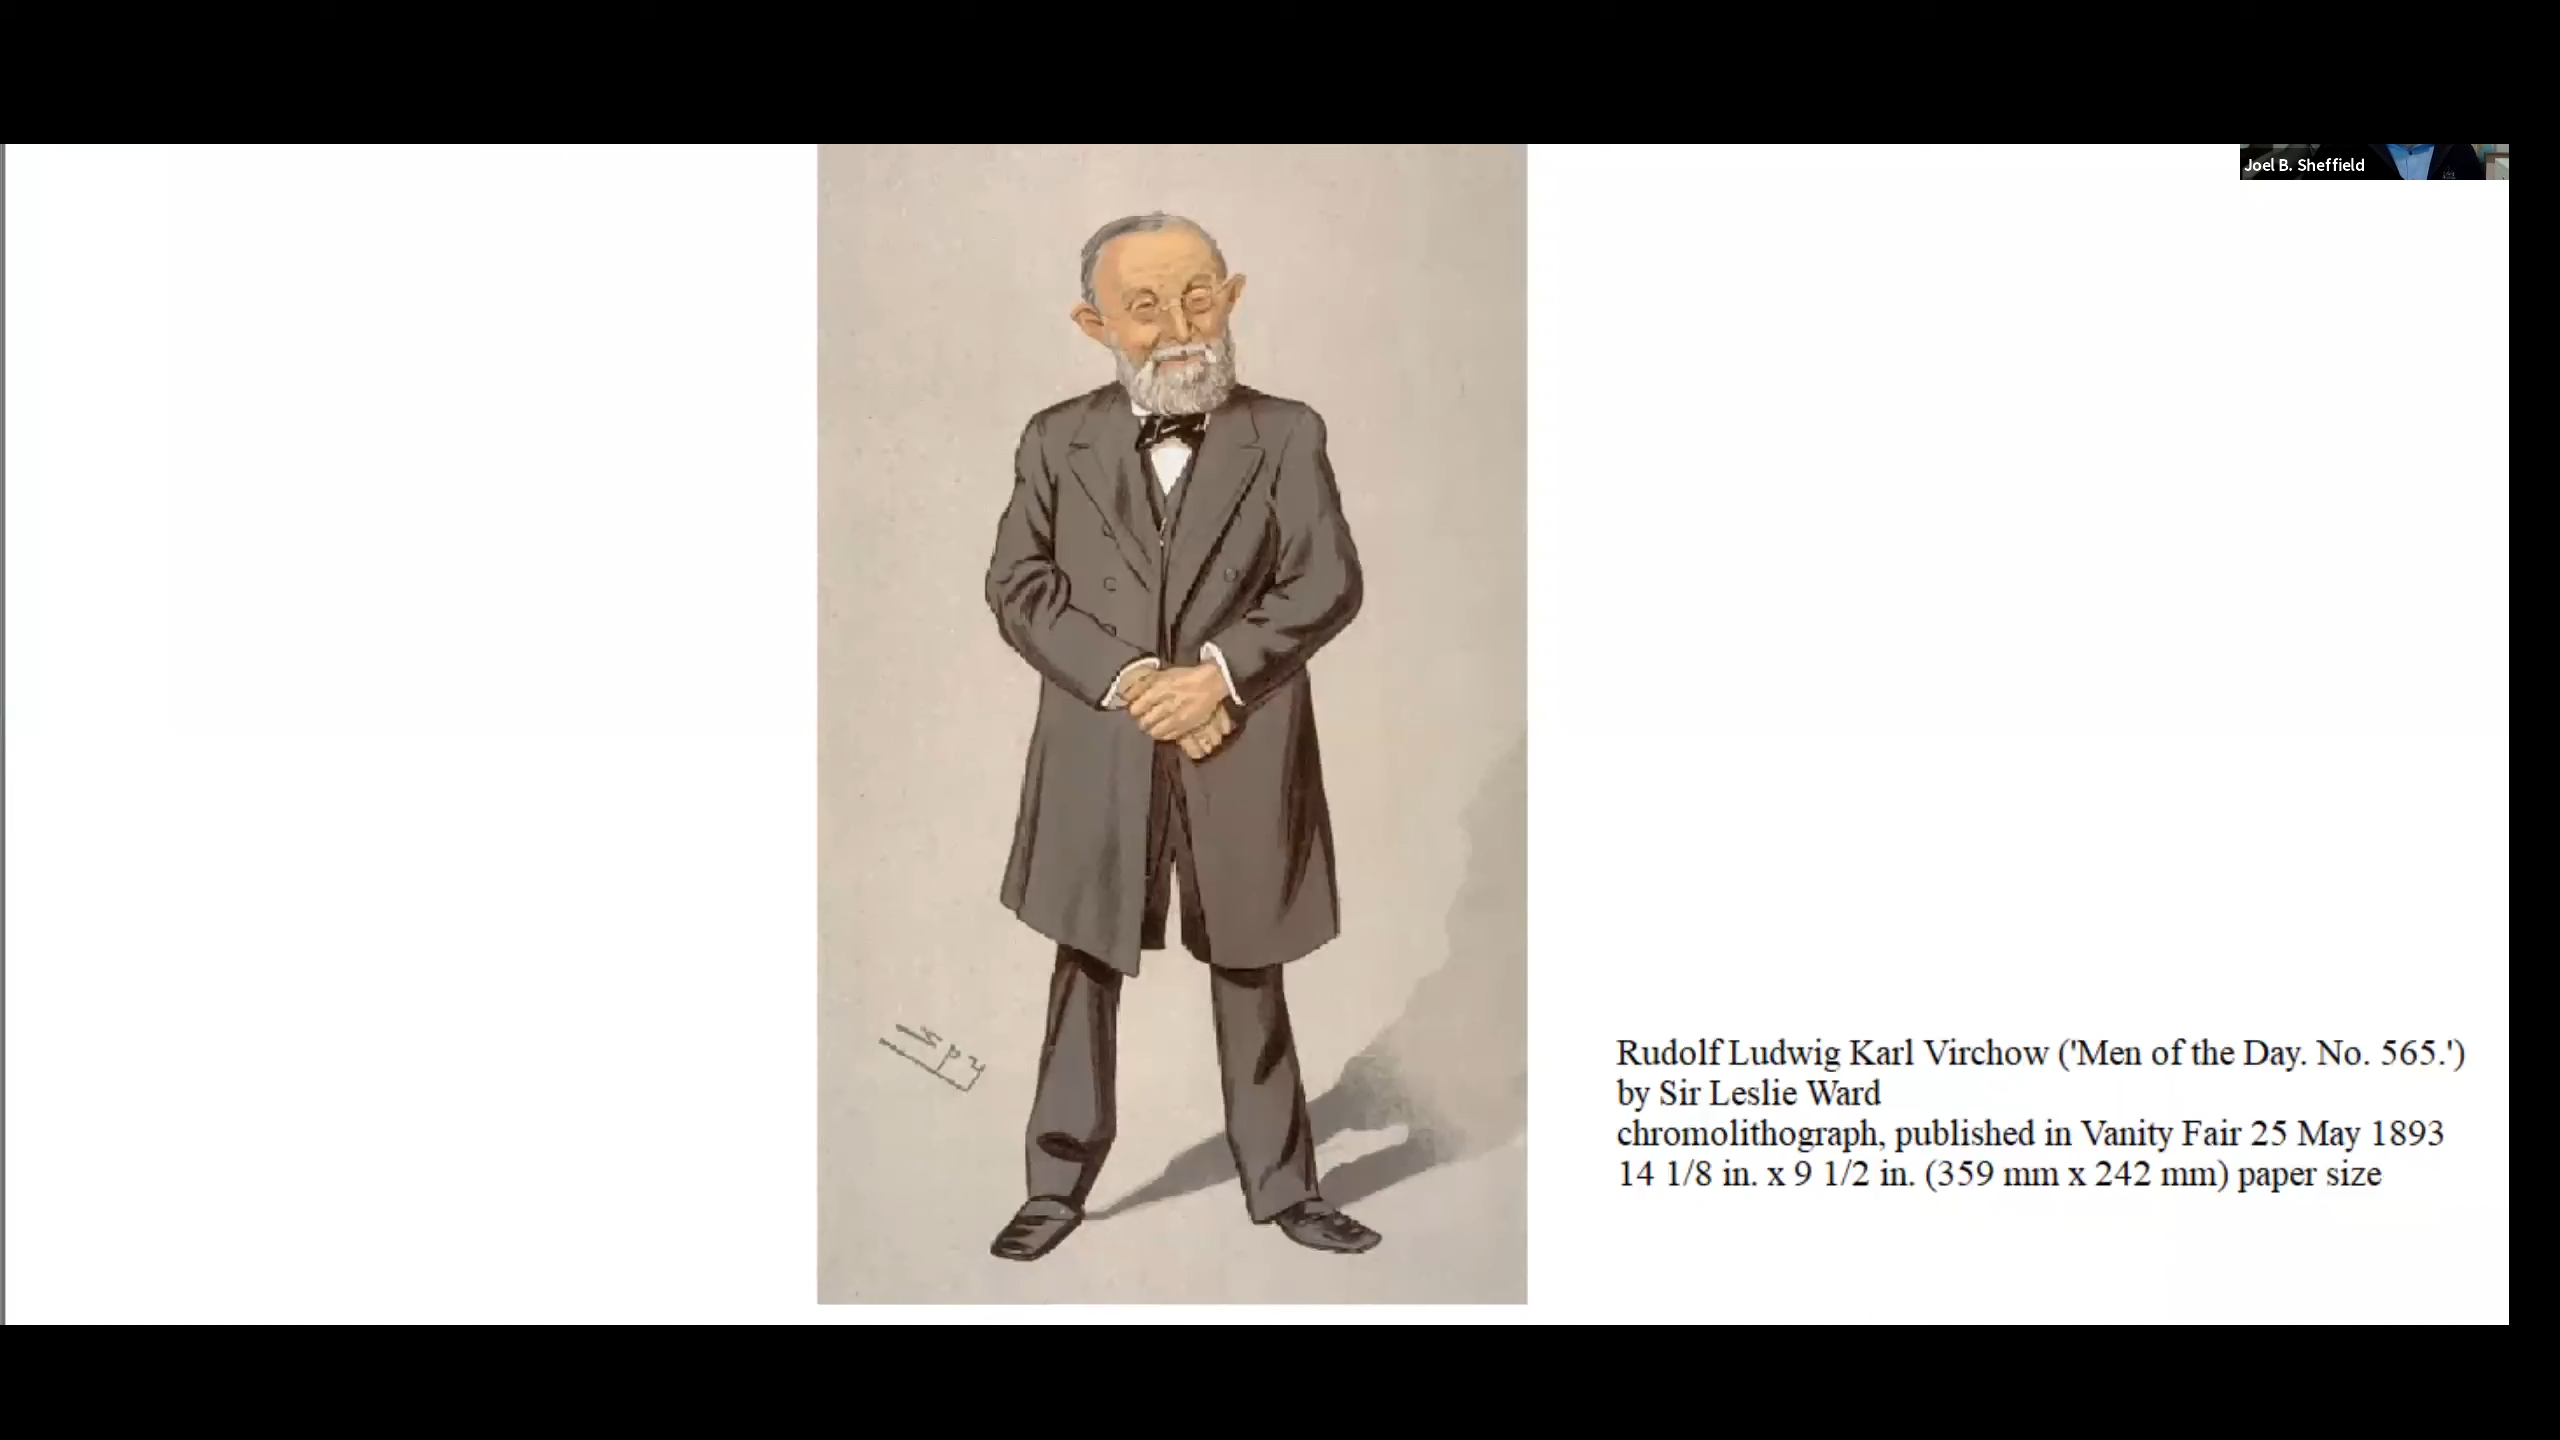 Joel B. Sheffield
Spy
Rudolf Ludwig Karl Virchow ('Men of the Day. No. 565.')
by Sir Leslie Ward
chromolithograph, published in Vanity Fair 25 May 1893
14 1/8 in. x 9 1/2 in. (359 mm x 242 mm) paper size